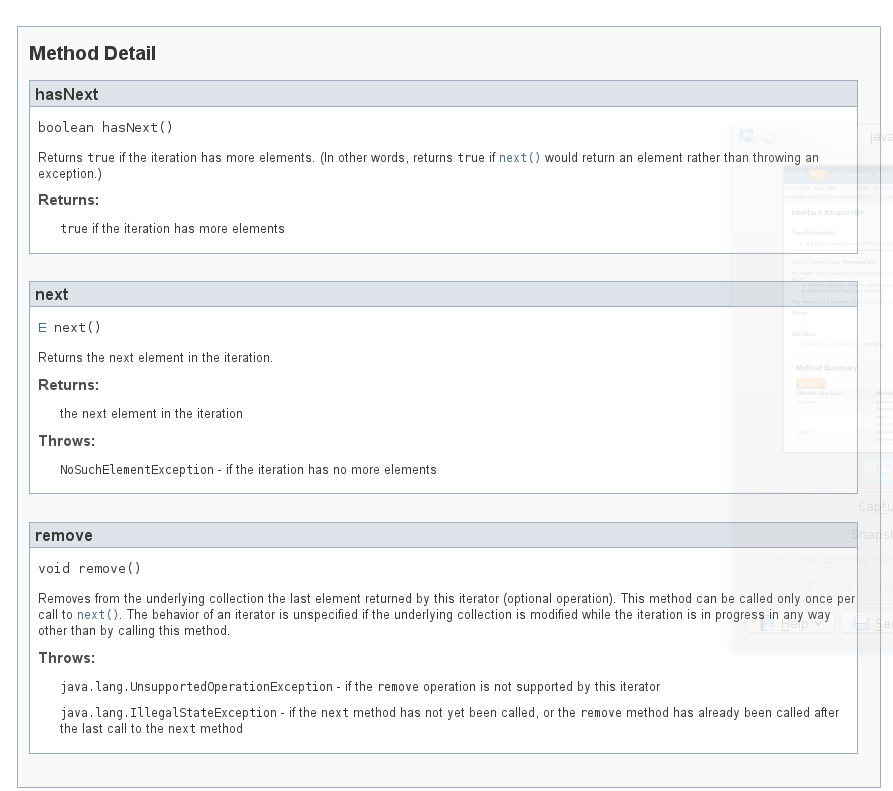 Method Detail
hasNext
boolean hasNext()
Returns true if the iteration has more elements. (In other words, returns true if next() would return an element rather than throwing an
exception.)
Returns:
true if the iteration has more elements
next
E next()
Returns the next element in the iteration.
Returns:
the next element in the iteration
Throws:
NoSuchElementException - if the iteration has no more elements
remove
void remove()
Removes from the underlying collection the last element returned by this iterator (optional operation). This method can be called only once per
call to next(). The behavior of an iterator is unspecified if the underlying collection is modified while the iteration is in progress in any way
other than by calling this method.
Throws:
java.lang.UnsupportedOperationException - if the remove operation is not supported by this iterator
java.lang.IllegalStateException - if the next method has not yet been called, or the remove method has already been called after
the last call to the next method
java
Interface Iterator<E>
Method Summary
Help